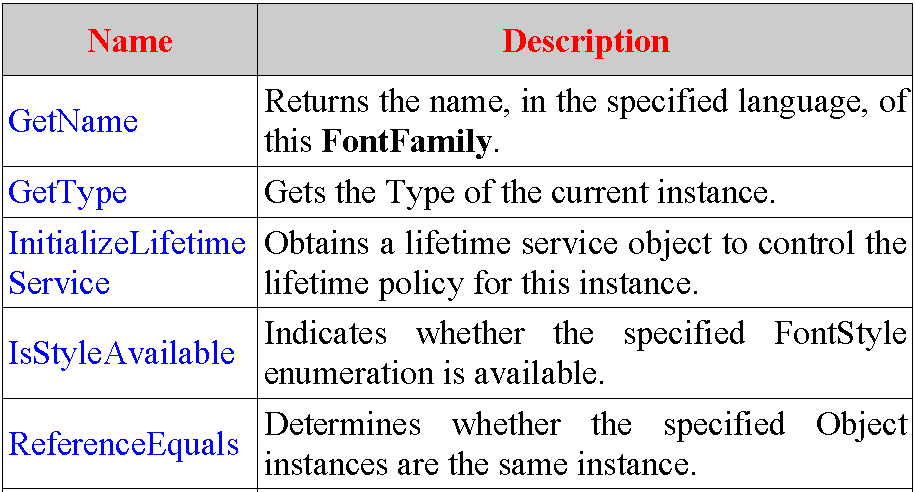 Name Description
GetName
Returns the name, in the specified language, of
this FontFamily.
GetType
Gets the Type of the current instance.
InitializeLifetime
Service
Obtains a lifetime service object to control the
lifetime policy for this instance.
IsStyleAvailable
Indicates whether the specified FontStyle
enumeration is available.
ReferenceEquals
Determines whether the specified Object
instances are the same instance.